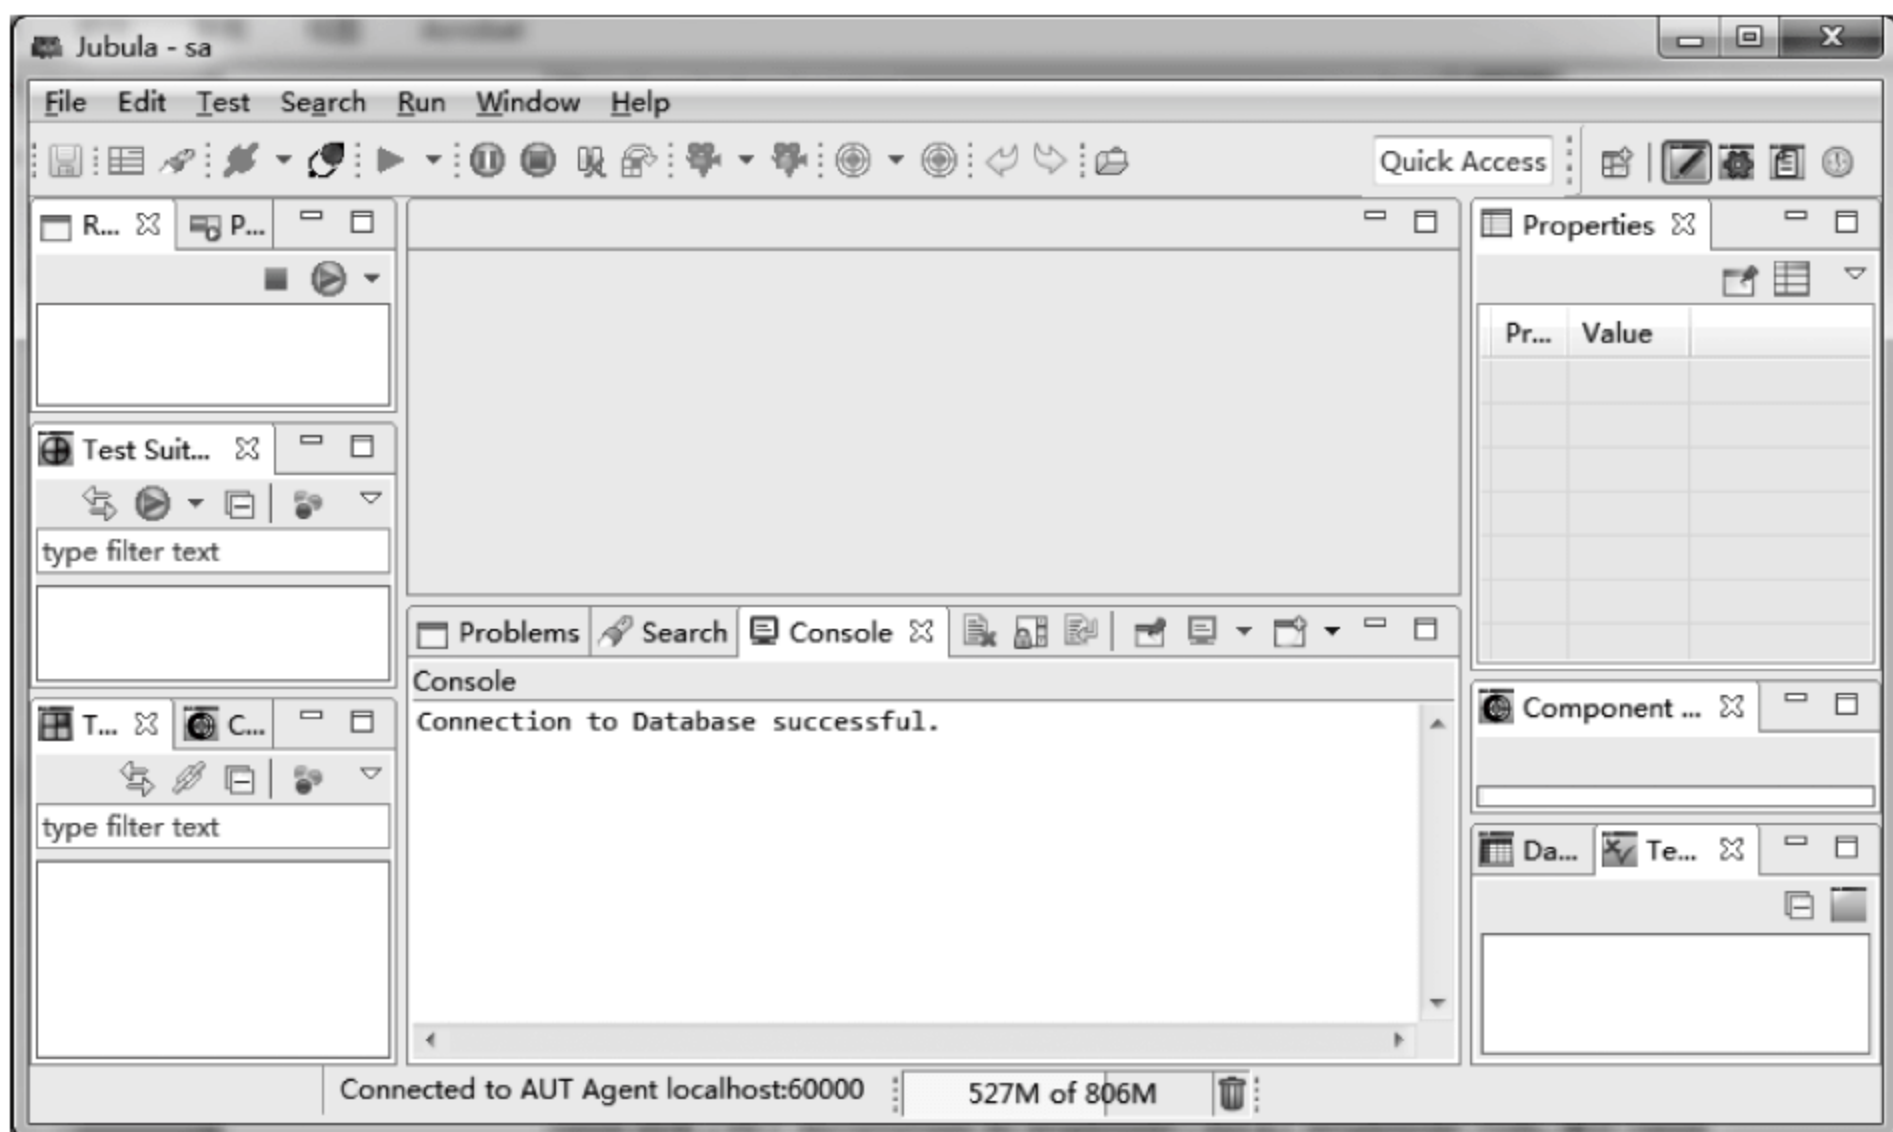 Jubula - sa
File Edit Test Search Run Window Help
Quick Access
R... P...
Properties
Pr... Value
Test Suit...
type filter text
Problems Search Console
Console
Connection to Database successful.
T... C...
type filter text
Component ...
Da... Te...
Connected to AUT Agent localhost:60000 527M of 806M